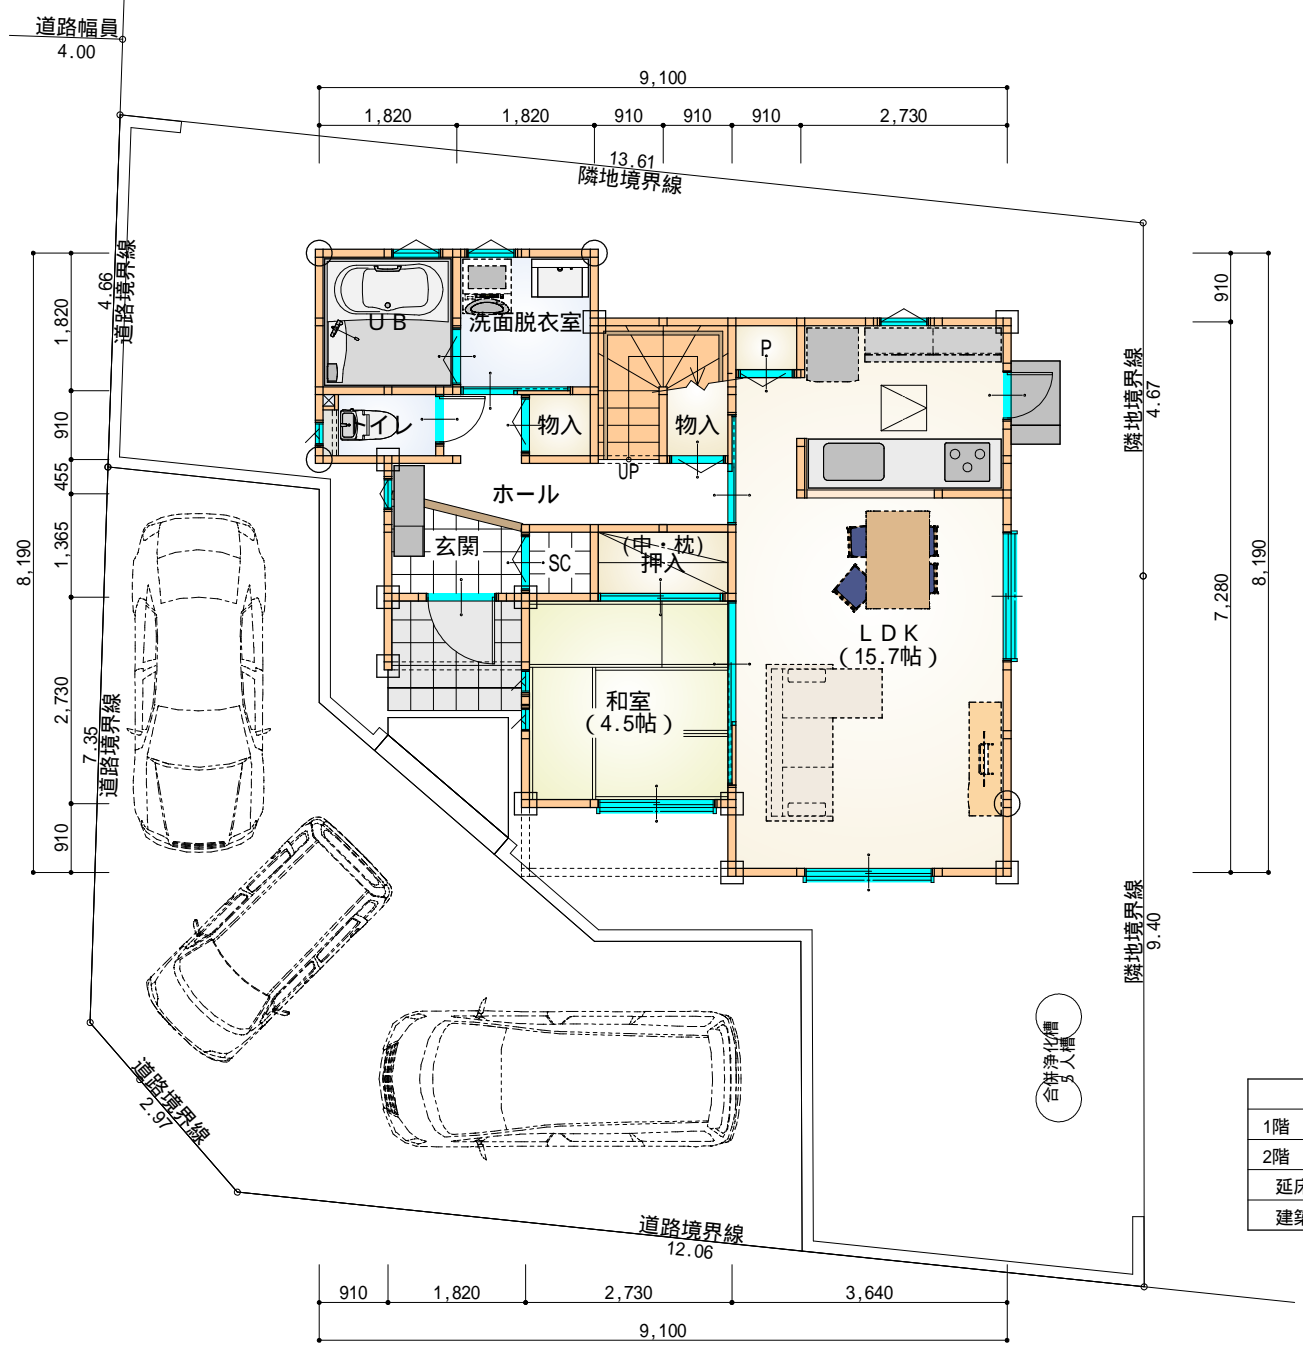 道路幅員
4.00
9,100
1,820
1,820
910
910
910
2,730
13.61
隣地境界線
4.66
道路境界線
1,820
910
455
1,365
8,190
2,730
910
7.35
道路境界線
UB
洗面脱衣室
P
トイレ
物入
物入
UP
ホール
玄関
SC
(中・枕)
押入
LDK
(15.7帖)
和室
(4.5帖)
910
7,280
8,190
隣地境界線
4.67
隣地境界線
9.40
合併浄化槽
5人槽
道路境界線
2.97
道路境界線
12.06
1階
2階
延床
建築
910
1,820
2,730
3,640
9,100